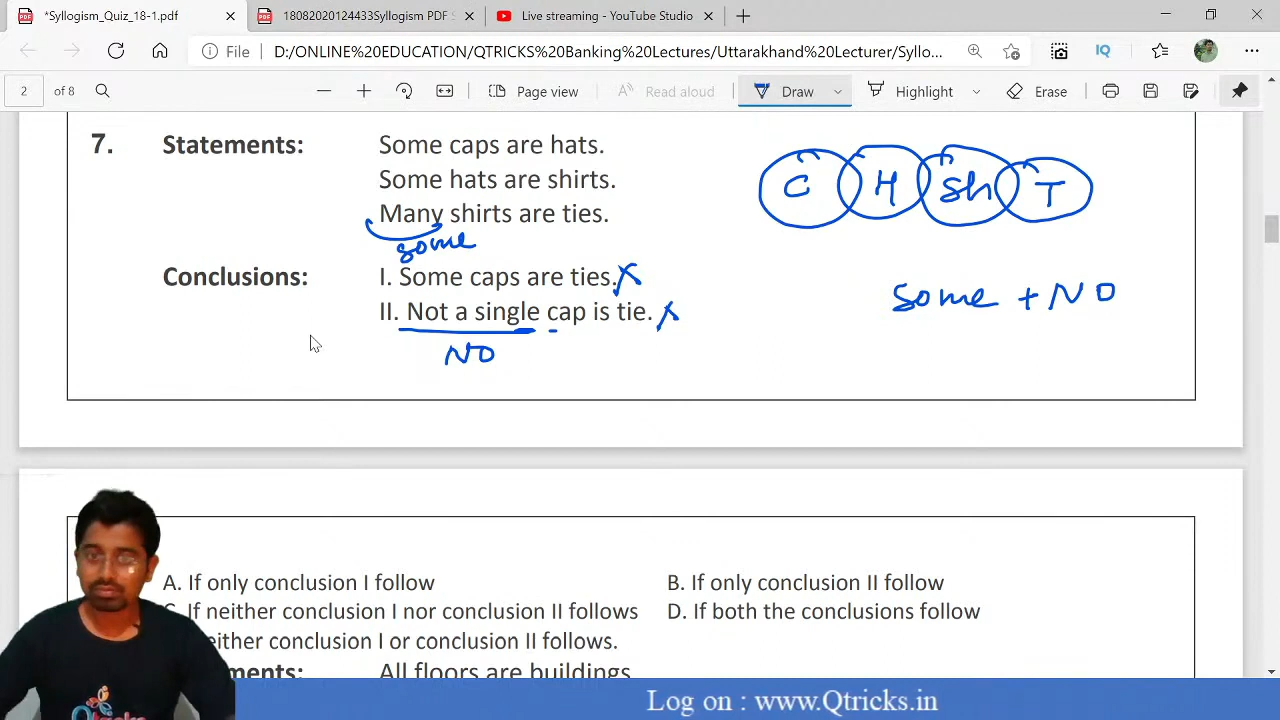 *Syllogism_Quiz_18-1.pdf
18082020124433Syllogism PDF S
Live streaming - YouTube Studio
File
D:/ONLINE%20EDUCATION/QTRICKS%20Banking%20Lectures/Uttarakhand%20Lecturer/Syllo...
IQ
2 of 8
Page view
Read aloud
Draw
Highlight
Erase
7. Statements: Some caps are hats.
Some hats are shirts.
Many shirts are ties.
some
C H Sh T
Conclusions: I. Some caps are ties.
II. Not a single cap is tie.
Some + NO
NO
A. If only conclusion I follow
B. If only conclusion II follow
If neither conclusion I nor conclusion II follows
D. If both the conclusions follow
either conclusion I or conclusion II follows.
ments: All floors are buildings
Qtricks
Log on : www.Qtricks.in